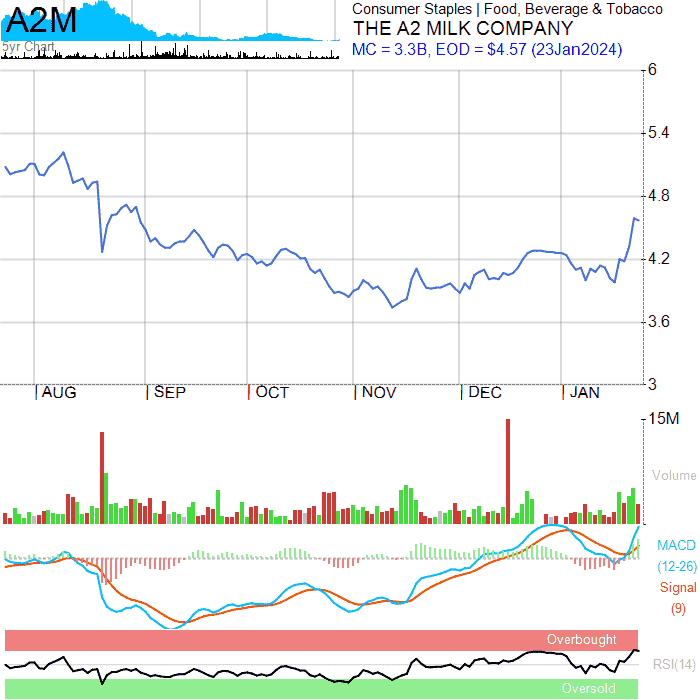 A2M
5yr Chart
Consumer Staples | Food, Beverage & Tobacco
THE A2 MILK COMPANY
MC = 3.3B, EOD = $4.57 (23Jan2024)
6
5.4
4.8
4.2
3.6
3
AUG SEP OCT NOV DEC JAN
15M
Volume
MACD
(12-26)
Signal
(9)
Overbought
RSI(14)
Oversold